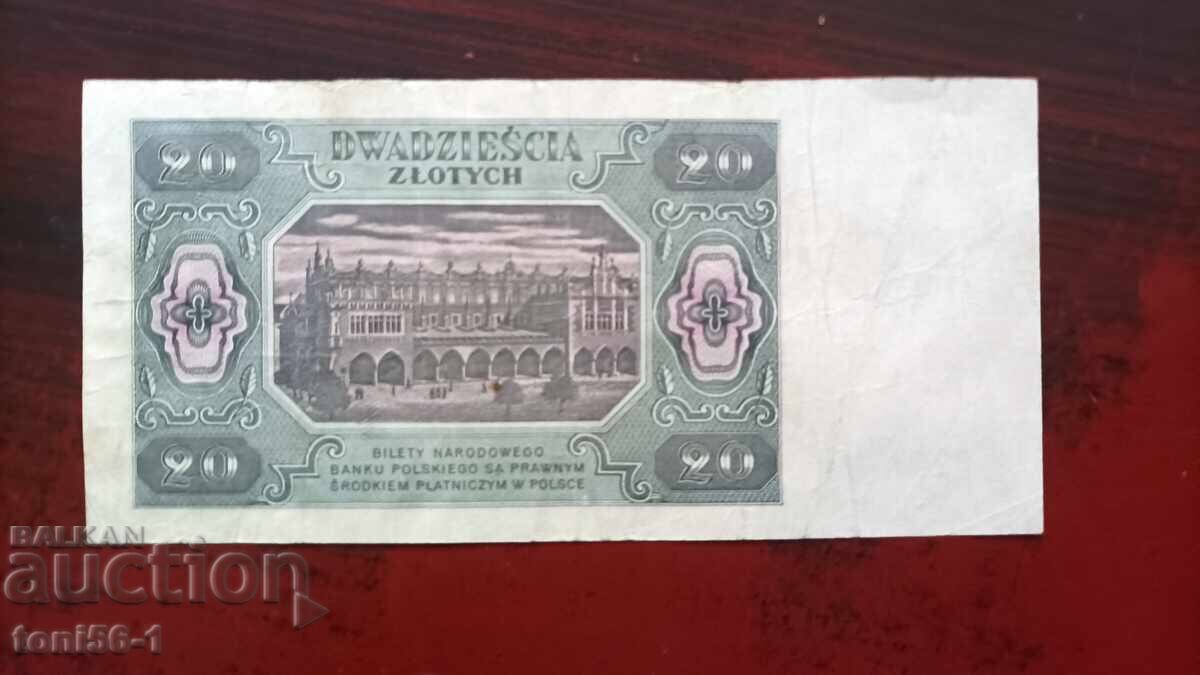 DWADZIEŚCIA
ZŁOTYCH
20
20
20
20
BILETY NARODOWEGO
BANKU POLSKIEGO SĄ PRAWNYM
ŚRODKIEM PŁATNICZYM W POLSCE
BALKAN
auction
toni56-1